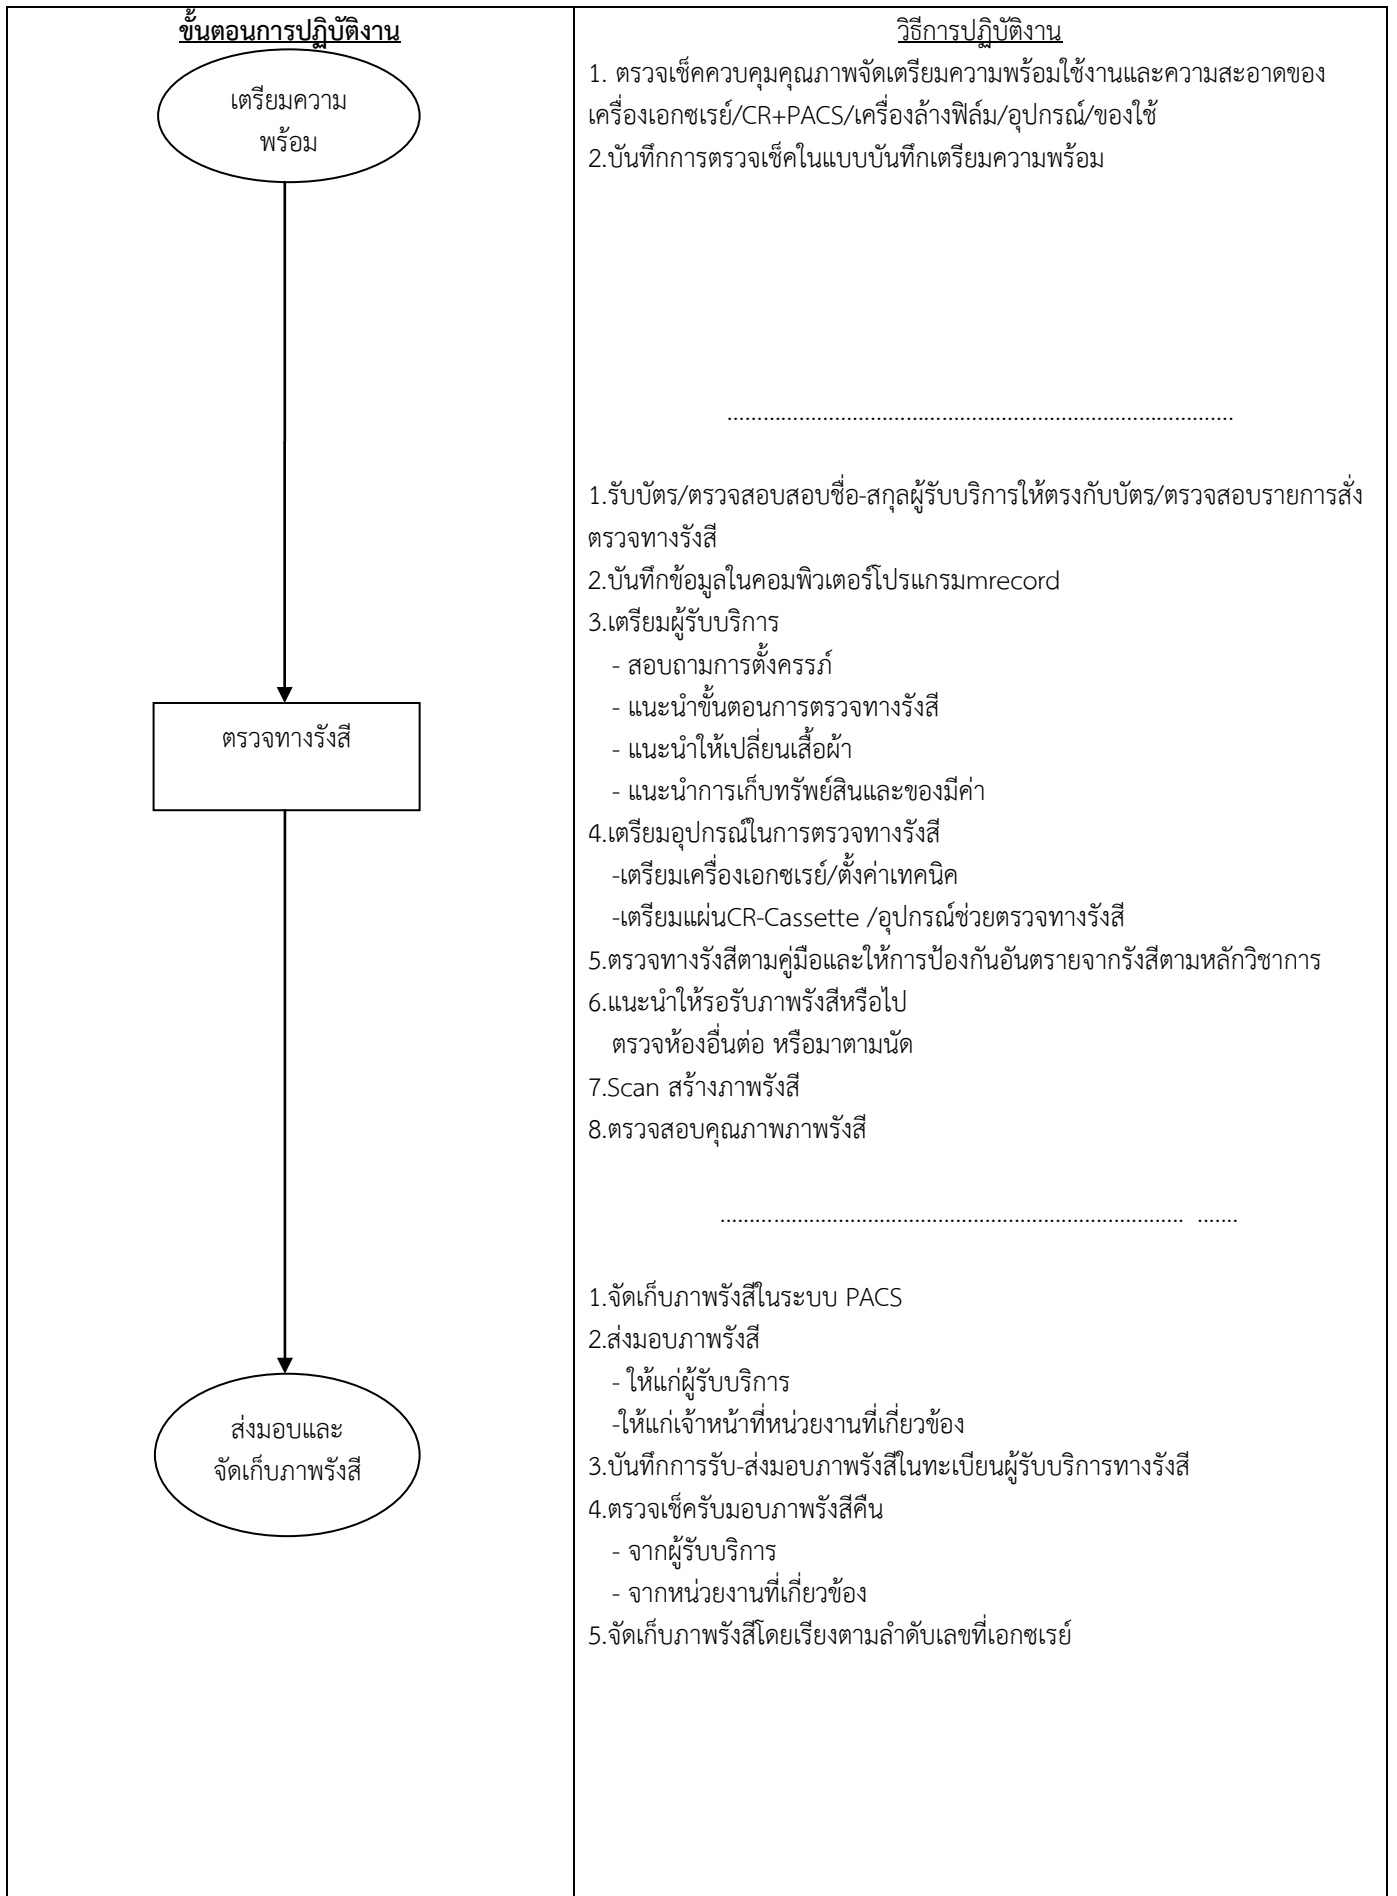 ขั้นตอนการปฏิบัติงาน
เตรียมความ
พร้อม
ตรวจทางรังสี
ส่งมอบและ
จัดเก็บภาพรังสี
วิธีการปฏิบัติงาน
1. ตรวจเช็คควบคุมคุณภาพจัดเตรียมความพร้อมใช้งานและความสะอาดของ
เครื่องเอกซเรย์/CR+PACS/เครื่องล้างฟิล์ม/อุปกรณ์/ของใช้
2.บันทึกการตรวจเช็คในแบบบันทึกเตรียมความพร้อม
.....................................................................................
1.รับบัตร/ตรวจสอบสอบชื่อ-สกุลผู้รับบริการให้ตรงกับบัตร/ตรวจสอบรายการสั่ง
ตรวจทางรังสี
2.บันทึกข้อมูลในคอมพิวเตอร์โปรแกรมmrecord
3.เตรียมผู้รับบริการ
- สอบถามการตั้งครรภ์
- แนะนำขั้นตอนการตรวจทางรังสี
- แนะนำให้เปลี่ยนเสื้อผ้า
- แนะนำการเก็บทรัพย์สินและของมีค่า
4.เตรียมอุปกรณ์ในการตรวจทางรังสี
-เตรียมเครื่องเอกซเรย์/ตั้งค่าเทคนิค
-เตรียมแผ่นCR-Cassette /อุปกรณ์ช่วยตรวจทางรังสี
5.ตรวจทางรังสีตามคู่มือและให้การป้องกันอันตรายจากรังสีตามหลักวิชาการ
6.แนะนำให้รอรับภาพรังสีหรือไป
ตรวจห้องอื่นต่อ หรือมาตามนัด
7.Scan สร้างภาพรังสี
8.ตรวจสอบคุณภาพภาพรังสี
.............................................................................. .......
1.จัดเก็บภาพรังสีในระบบ PACS
2.ส่งมอบภาพรังสี
- ให้แก่ผู้รับบริการ
-ให้แก่เจ้าหน้าที่หน่วยงานที่เกี่ยวข้อง
3.บันทึกการรับ-ส่งมอบภาพรังสีในทะเบียนผู้รับบริการทางรังสี
4.ตรวจเช็ครับมอบภาพรังสีคืน
- จากผู้รับบริการ
- จากหน่วยงานที่เกี่ยวข้อง
5.จัดเก็บภาพรังสีโดยเรียงตามลำดับเลขที่เอกซเรย์